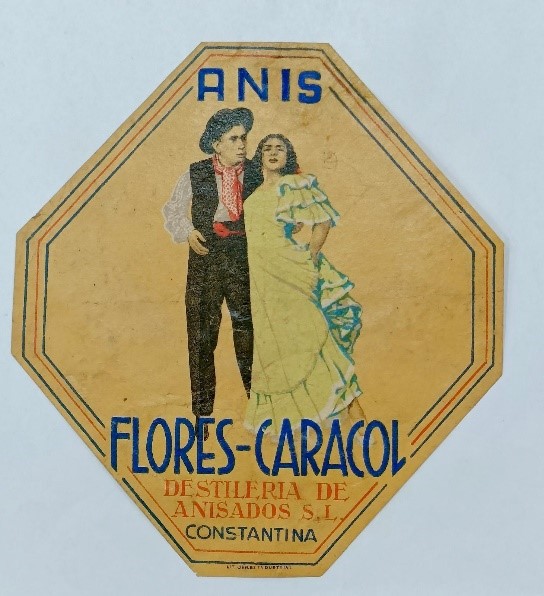 ANIS
FLORES-CARACOL
DESTILERIA DE
ANISADOS S.L.
CONSTANTINA